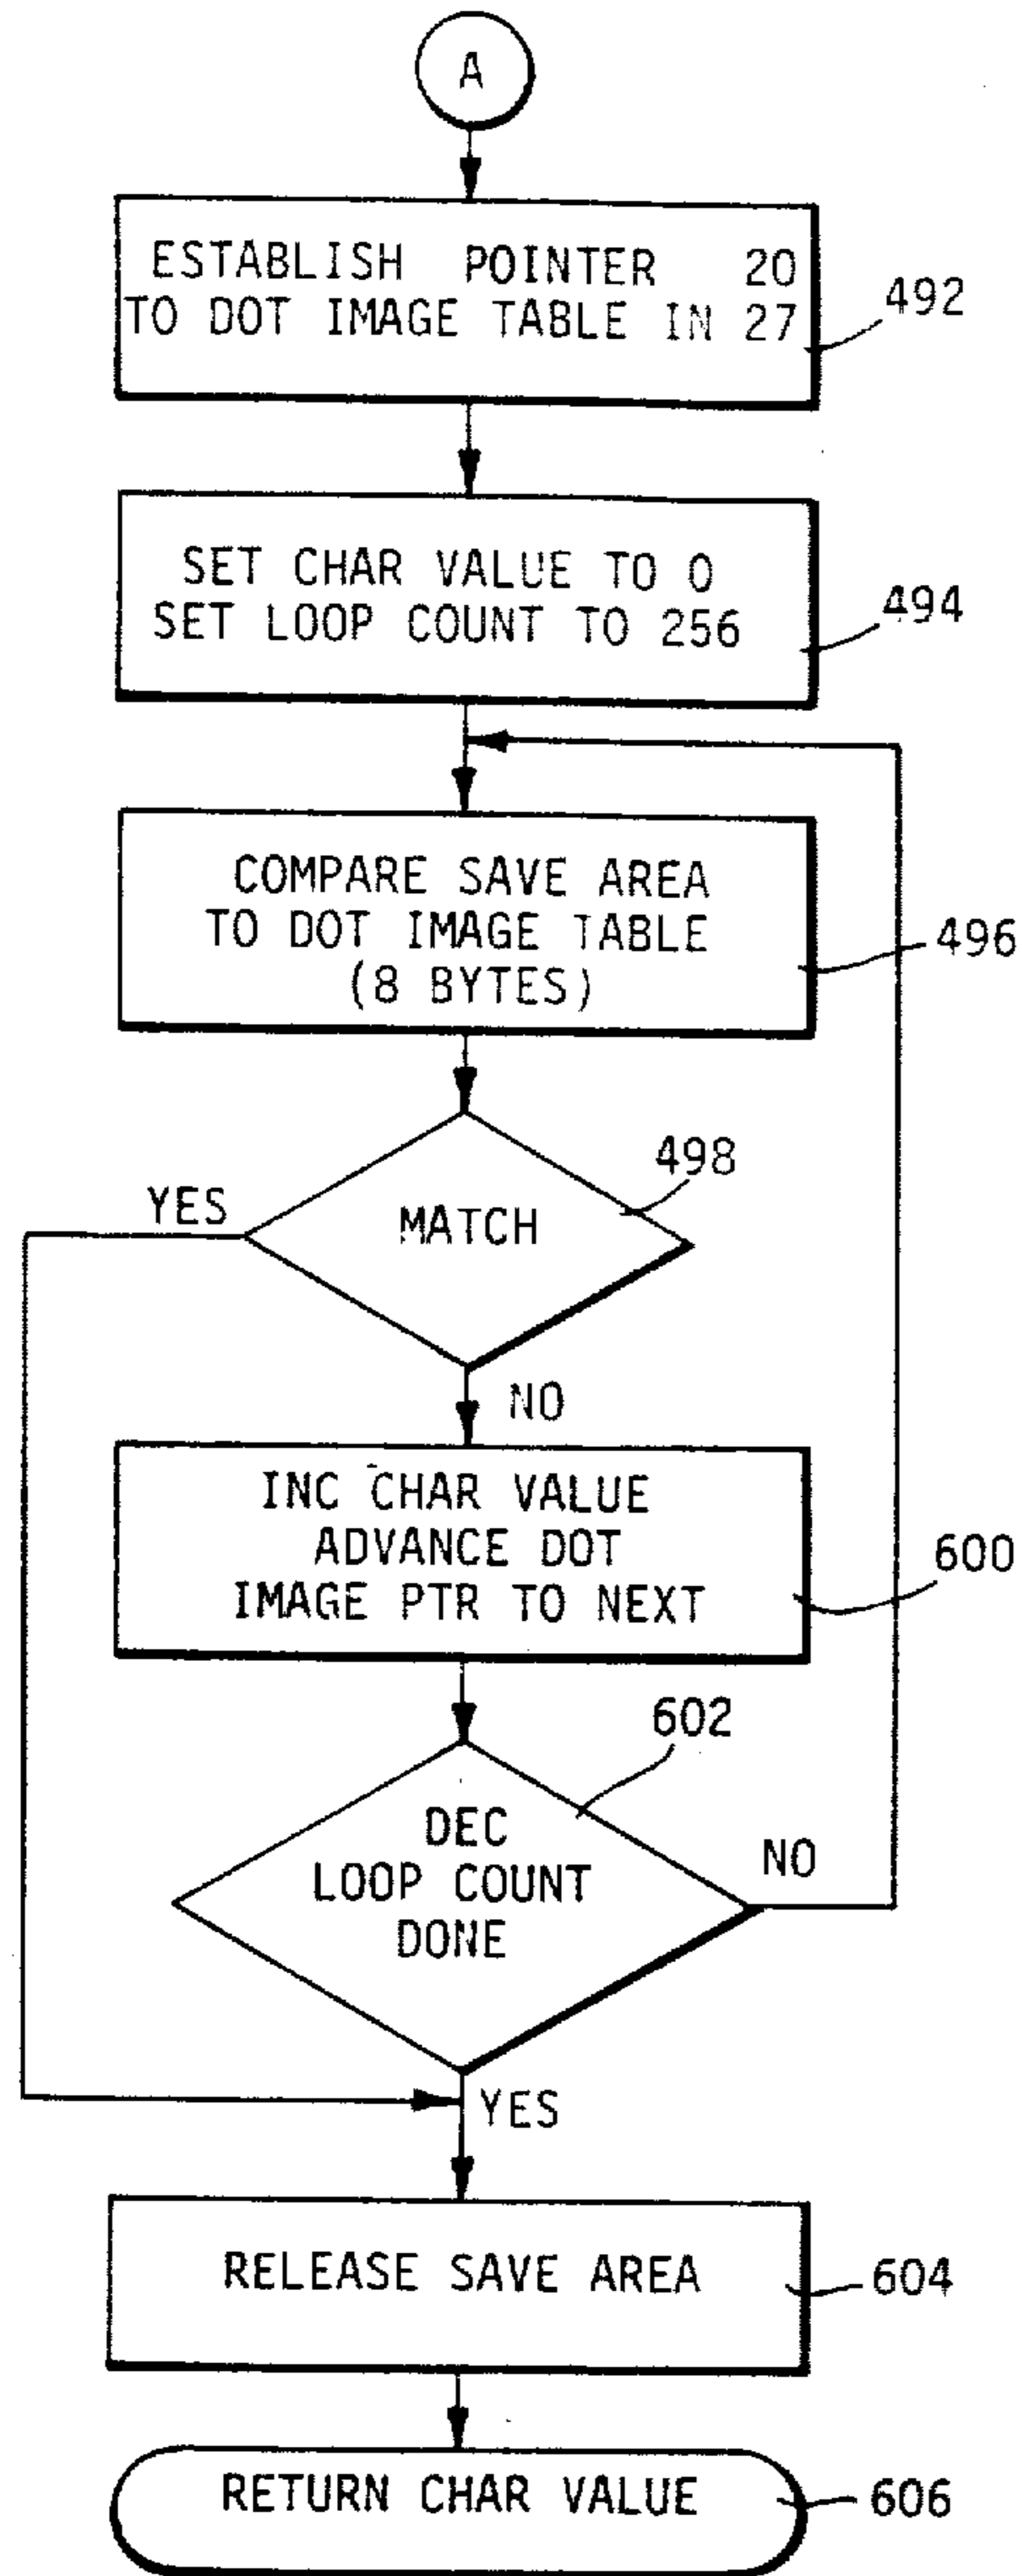 A
ESTABLISH POINTER 20
TO DOT IMAGE TABLE IN 27
492
SET CHAR VALUE TO 0
SET LOOP COUNT TO 256
494
COMPARE SAVE AREA
TO DOT IMAGE TABLE
(8 BYTES)
496
498
YES
MATCH
NO
INC CHAR VALUE
ADVANCE DOT
IMAGE PTR TO NEXT
600
602
DEC
LOOP COUNT
DONE
NO
YES
RELEASE SAVE AREA
604
RETURN CHAR VALUE
606